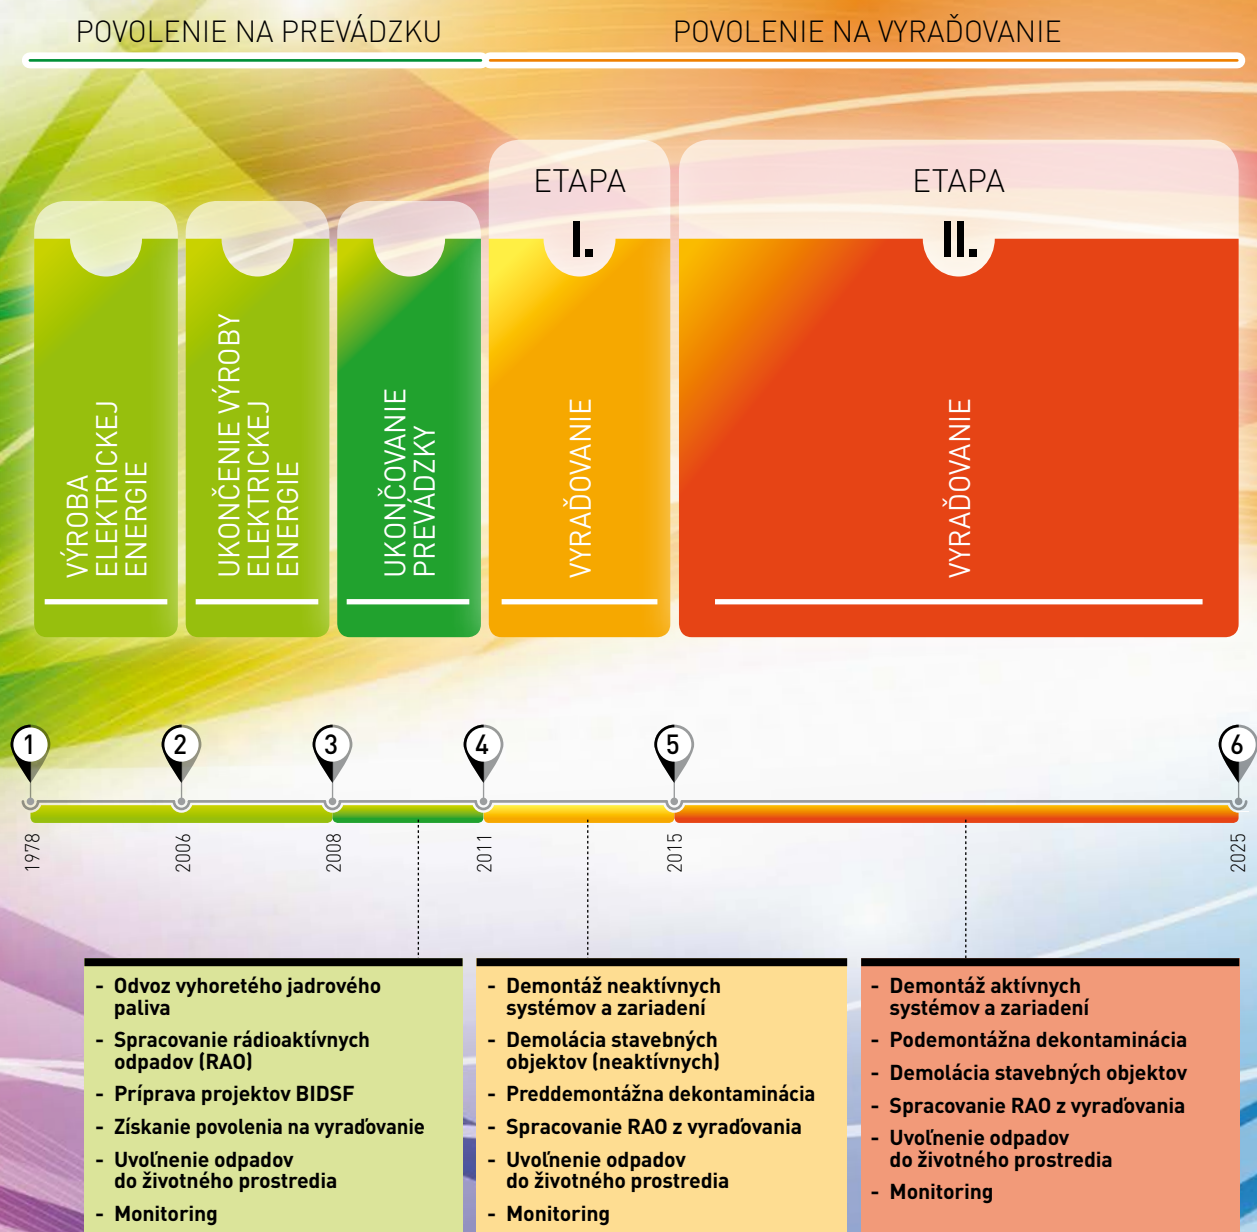 POVOLENIE NA PREVÁDZKU
POVOLENIE NA VYRAĎOVANIE
ETAPA
I.
ETAPA
II.
VÝROBA
ELEKTRICKEJ
ENERGIE
UKONČENIE VÝROBY
ELEKTRICKEJ
ENERGIE
UKONČOVANIE
PREVÁDZKY
VYRAĎOVANIE
VYRAĎOVANIE
1
2
3
4
5
6
1978
2006
2008
2011
2015
2025
- Odvoz vyhoretého jadrového
paliva
- Spracovanie rádioaktívnych
odpadov (RAO)
- Príprava projektov BIDSF
- Získanie povolenia na vyraďovanie
- Uvoľnenie odpadov
do životného prostredia
- Monitoring
- Demontáž neaktívnych
systémov a zariadení
- Demolácia stavebných
objektov (neaktívnych)
- Preddemontážna dekontaminácia
- Spracovanie RAO z vyraďovania
- Uvoľnenie odpadov
do životného prostredia
- Monitoring
- Demontáž aktívnych
systémov a zariadení
- Podemontážna dekontaminácia
- Demolácia stavebných objektov
- Spracovanie RAO z vyraďovania
- Uvoľnenie odpadov
do životného prostredia
- Monitoring